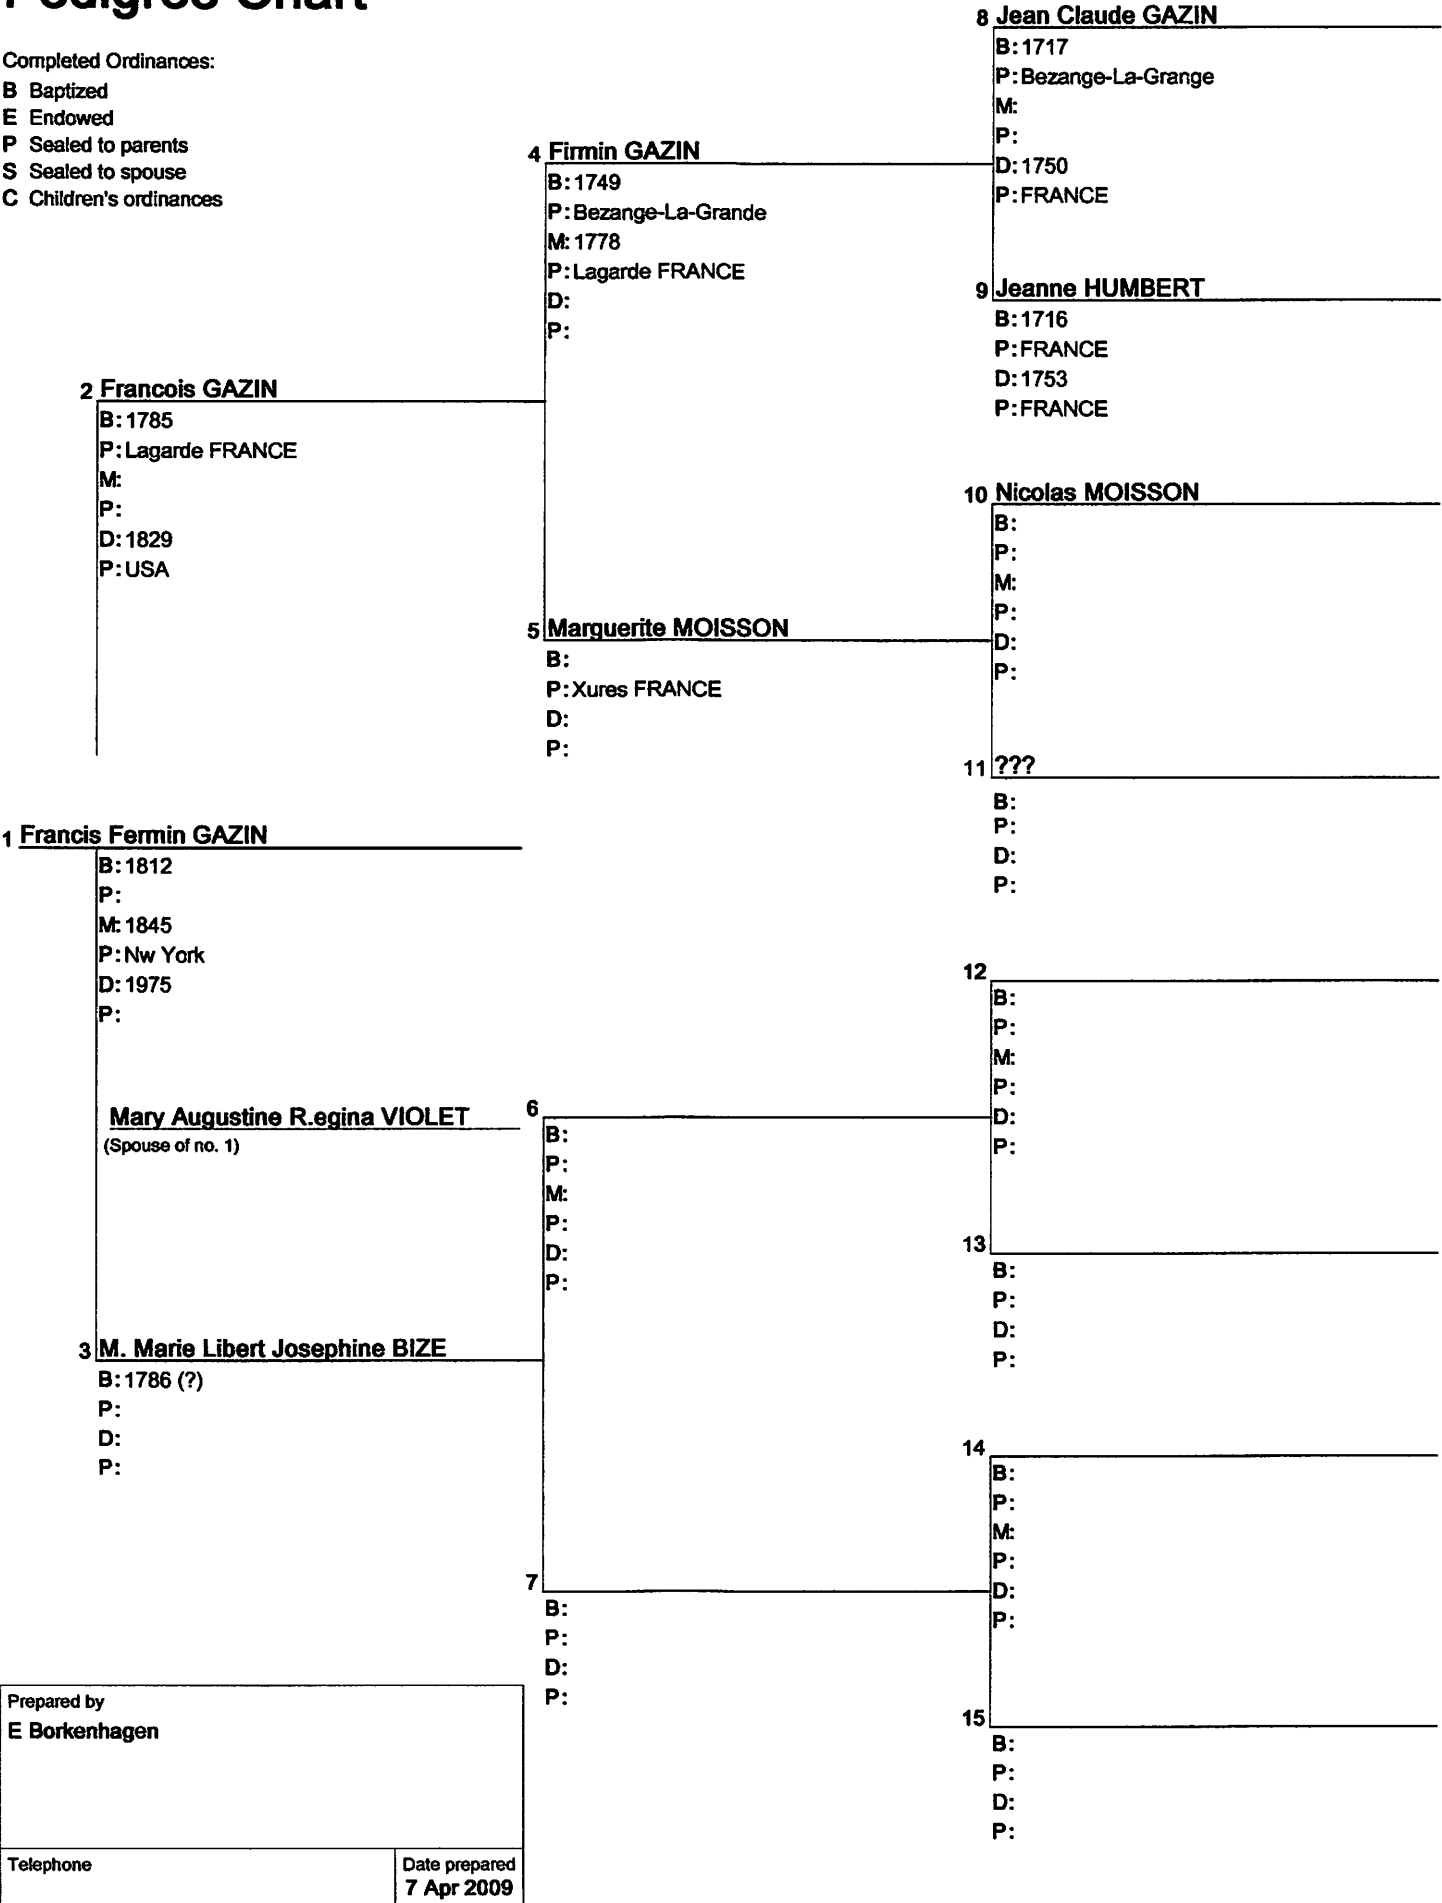 Pedigree Chart
Completed Ordinances:
B Baptized
E Endowed
P Sealed to parents
S Sealed to spouse
C Children's ordinances
8 Jean Claude GAZIN
B: 1717
P: Bezange-La-Grange
M:
P:
D: 1750
P: FRANCE
4 Firmin GAZIN
B: 1749
P: Bezange-La-Grande
M: 1778
P: Lagarde FRANCE
D:
P:
9 Jeanne HUMBERT
B: 1716
P: FRANCE
D: 1753
P: FRANCE
2 Francois GAZIN
B: 1785
P: Lagarde FRANCE
M:
P:
D: 1829
P: USA
10 Nicolas MOISSON
B:
P:
M:
P:
D:
P:
5 Marguerite MOISSON
B:
P: Xures FRANCE
D:
P:
11 ???
B:
P:
D:
P:
1 Francis Fermin GAZIN
B: 1812
P:
M: 1845
P: Nw York
D: 1975
P:
Mary Augustine R.egina VIOLET
(Spouse of no. 1)
12
B:
P:
M:
P:
D:
P:
6
B:
P:
M:
P:
D:
P:
13
B:
P:
D:
P:
3 M. Marie Libert Josephine BIZE
B: 1786 (?)
P:
D:
P:
14
B:
P:
M:
P:
D:
P:
7
B:
P:
D:
P:
15
B:
P:
D:
P:
Prepared by
E Borkenhagen
Telephone
Date prepared
7 Apr 2009